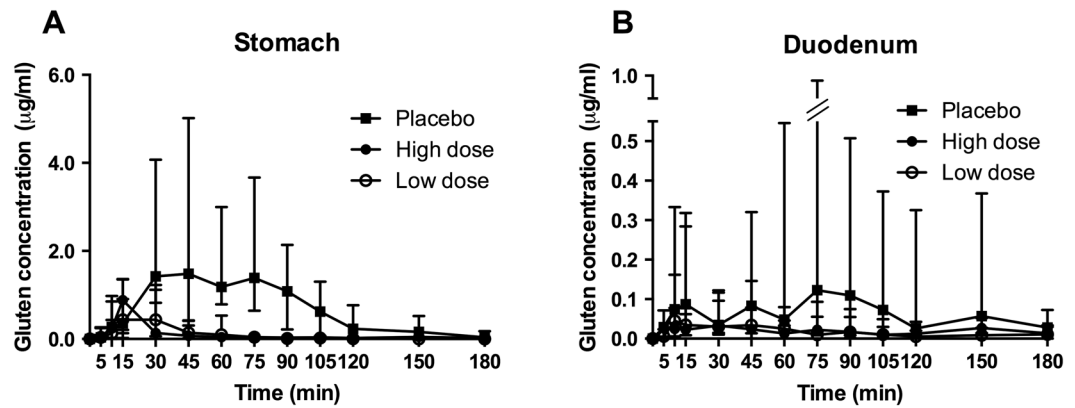 A
Stomach
Gluten concentration (μg/ml)
6.0
4.0
2.0
0.0
Placebo
High dose
Low dose
5 15 30 45 60 75 90 105 120 150 180
Time (min)
B
Duodenum
Gluten concentration (μg/ml)
1.0
0.5
0.4
0.3
0.2
0.1
0.0
Placebo
High dose
Low dose
5 15 30 45 60 75 90 105 120 150 180
Time (min)